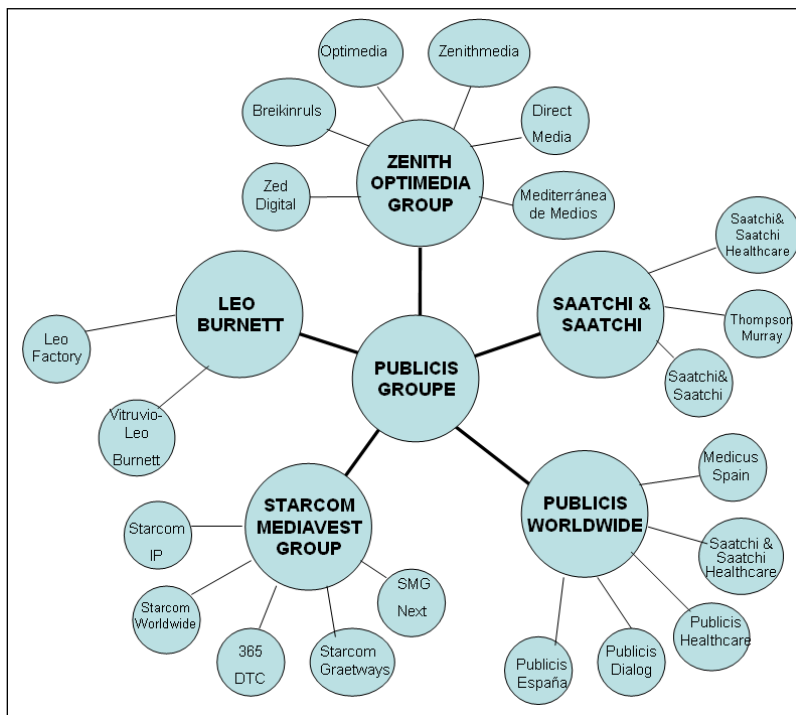 Optimedia
Zenithmedia
Breikinruls
Direct
Media
ZENITH
OPTIMEDIA
GROUP
Zed
Digital
Mediterránea
de Medios
Saatchi&
Saatchi
Healthcare
LEO
BURNETT
SAATCHI &
SAATCHI
Leo
Factory
Thompson
Murray
PUBLICIS
GROUPE
Saatchi&
Saatchi
Vitruvio-
Leo
Burnett
Medicus
Spain
STARCOM
MEDIAVEST
GROUP
PUBLICIS
WORLDWIDE
Starcom
IP
Saatchi &
Saatchi
Healthcare
SMG
Next
Starcom
Worldwide
Publicis
Healthcare
365
DTC
Starcom
Graetways
Publicis
España
Publicis
Dialog